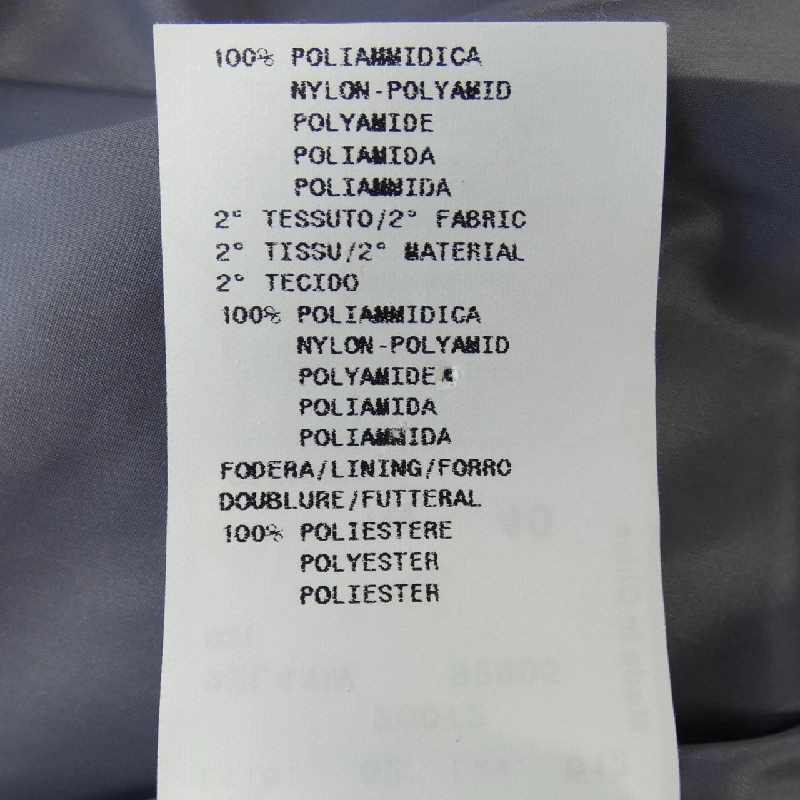 100% POLIAMMIDICA
NYLON-POLYAMID
POLYAMIDE
POLIAMIDA
POLIAMMIDA
2° TESSUTO/2° FABRIC
2° TISSU/2° MATERIAL
2° TECIDO
100% POLIAMMIDICA
NYLON-POLYAMID
POLYAMIDE
POLIAMIDA
POLIAMMIDA
FODERA/LINING/FORRO
DOUBLURE/FUTTERAL
100% POLIESTERE
POLYESTER
POLIESTER
40